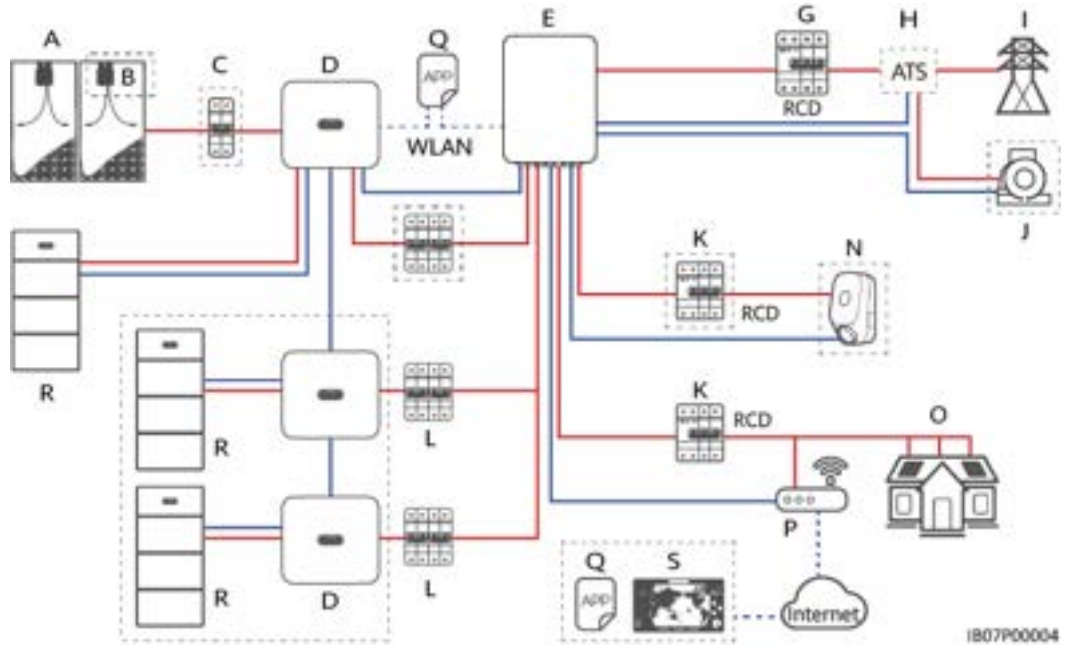 A
B
C
D
Q
APP
WLAN
E
G
RCD
H
ATS
I
J
K
RCD
N
R
R
L
K
RCD
O
P
R
D
L
Q
APP
S
Internet
IB07P00004